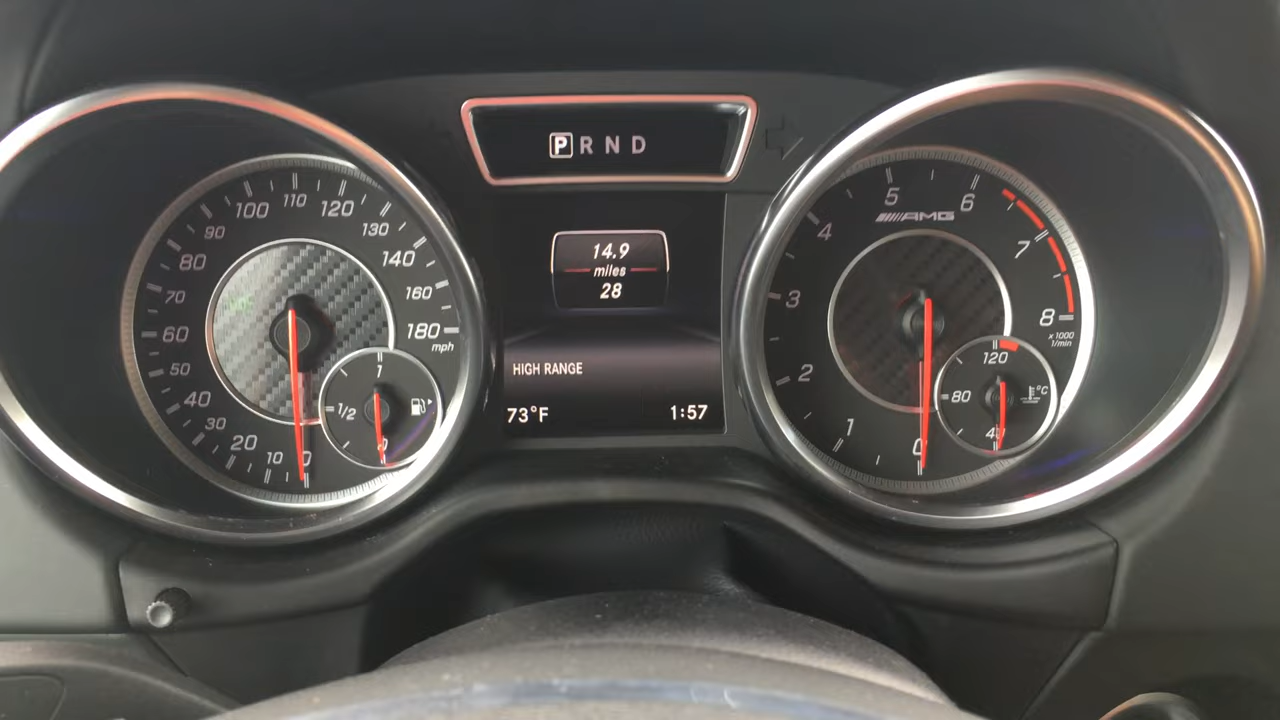 P R N D
100 110 120
90 130
80 140
70 160
60 180
mph
50
40
30
20
10 0
1
1/2
0
14.9
miles
28
HIGH RANGE
73°F 1:57
5 6
AMG
4 7
3 8
x1000
1/min
2
1
0
120
80 °C